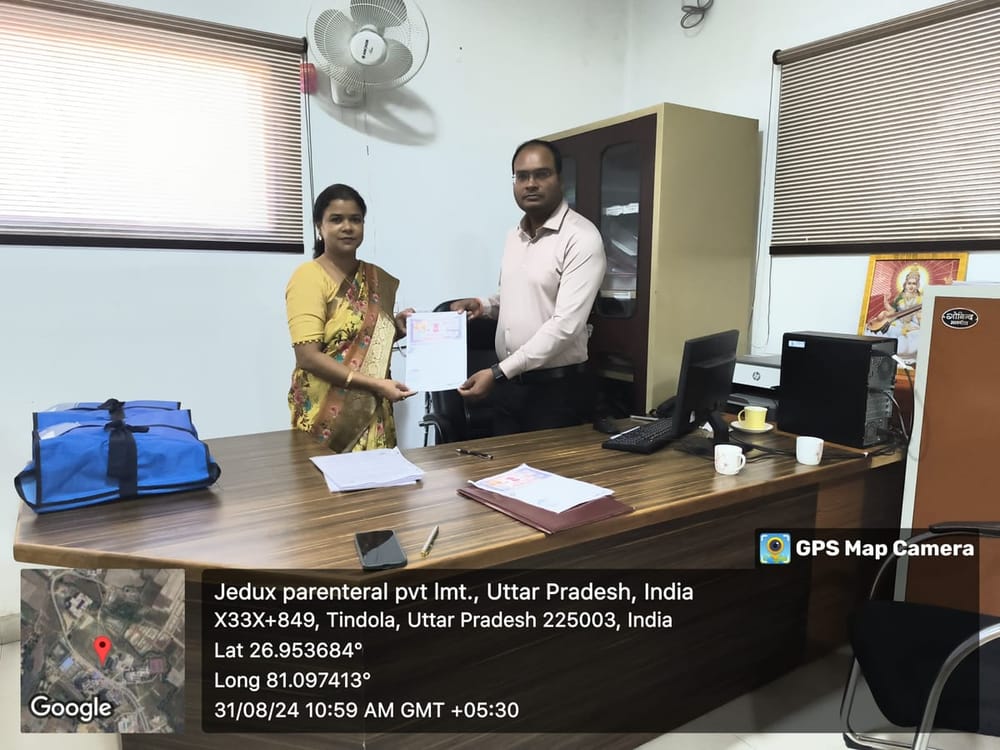 GPS Map Camera
Jedux parenteral pvt lmt., Uttar Pradesh, India
X33X+849, Tindola, Uttar Pradesh 225003, India
Lat 26.953684°
Long 81.097413°
31/08/24 10:59 AM GMT +05:30
Google
hp